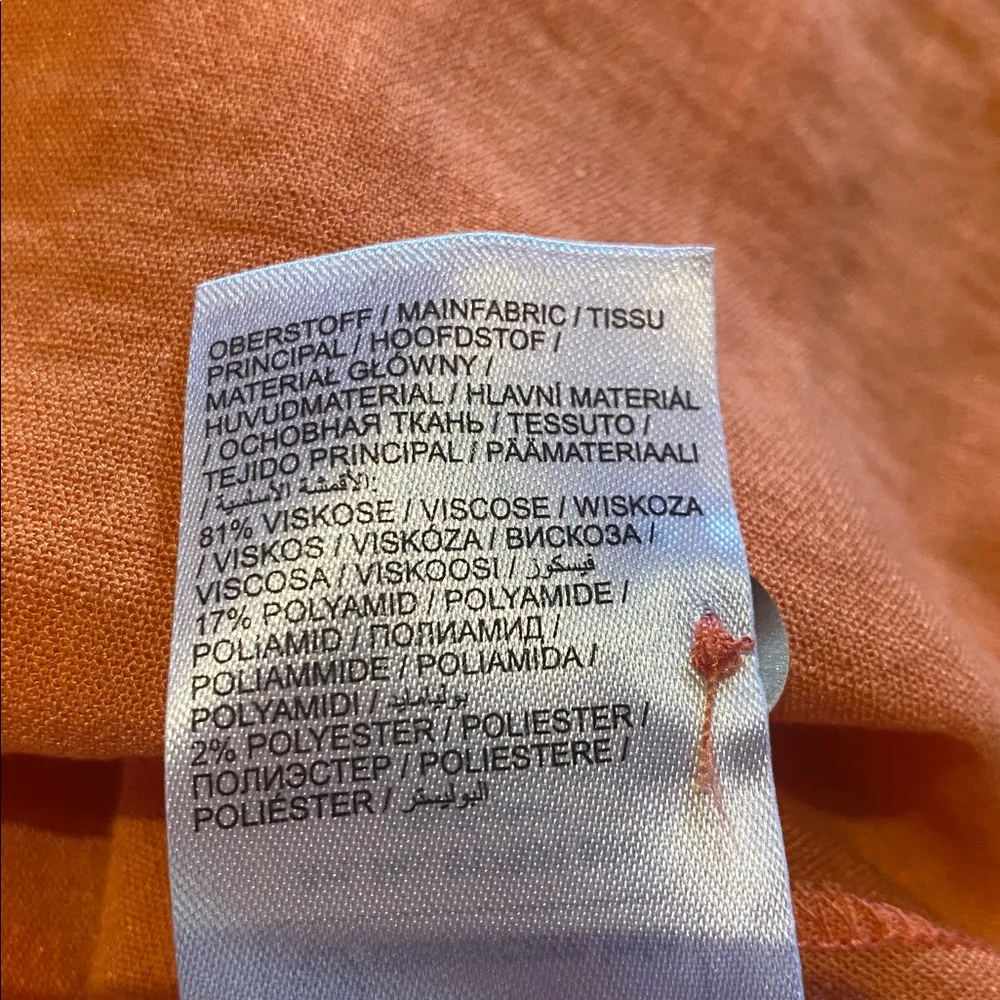 OBERSTOFF / MAINFABRIC / TISSU
PRINCIPAL / HOOFDSTOF /
MATERIAŁ GŁÓWNY /
HUVUDMATERIAL / HLAVNÍ MATERIÁL
/ ОСНОВНАЯ ТКАНЬ / TESSUTO /
TEJIDO PRINCIPAL / PÄÄMATERIAALI
/ الأقمشة الأساسية:
81% VISKOSE / VISCOSE / WISKOZA
/ VISKOS / VISKÓZA / ВИСКОЗА /
VISCOSA / VISKOOSI / فيسكوز
17% POLYAMID / POLYAMIDE /
POLIAMID / ПОЛИАМИД /
POLIAMMIDE / POLIAMIDA /
POLYAMIDI / بوليامايد
2% POLYESTER / POLIESTER /
ПОЛИЭСТЕР / POLIESTERE /
POLIÉSTER / البوليستر